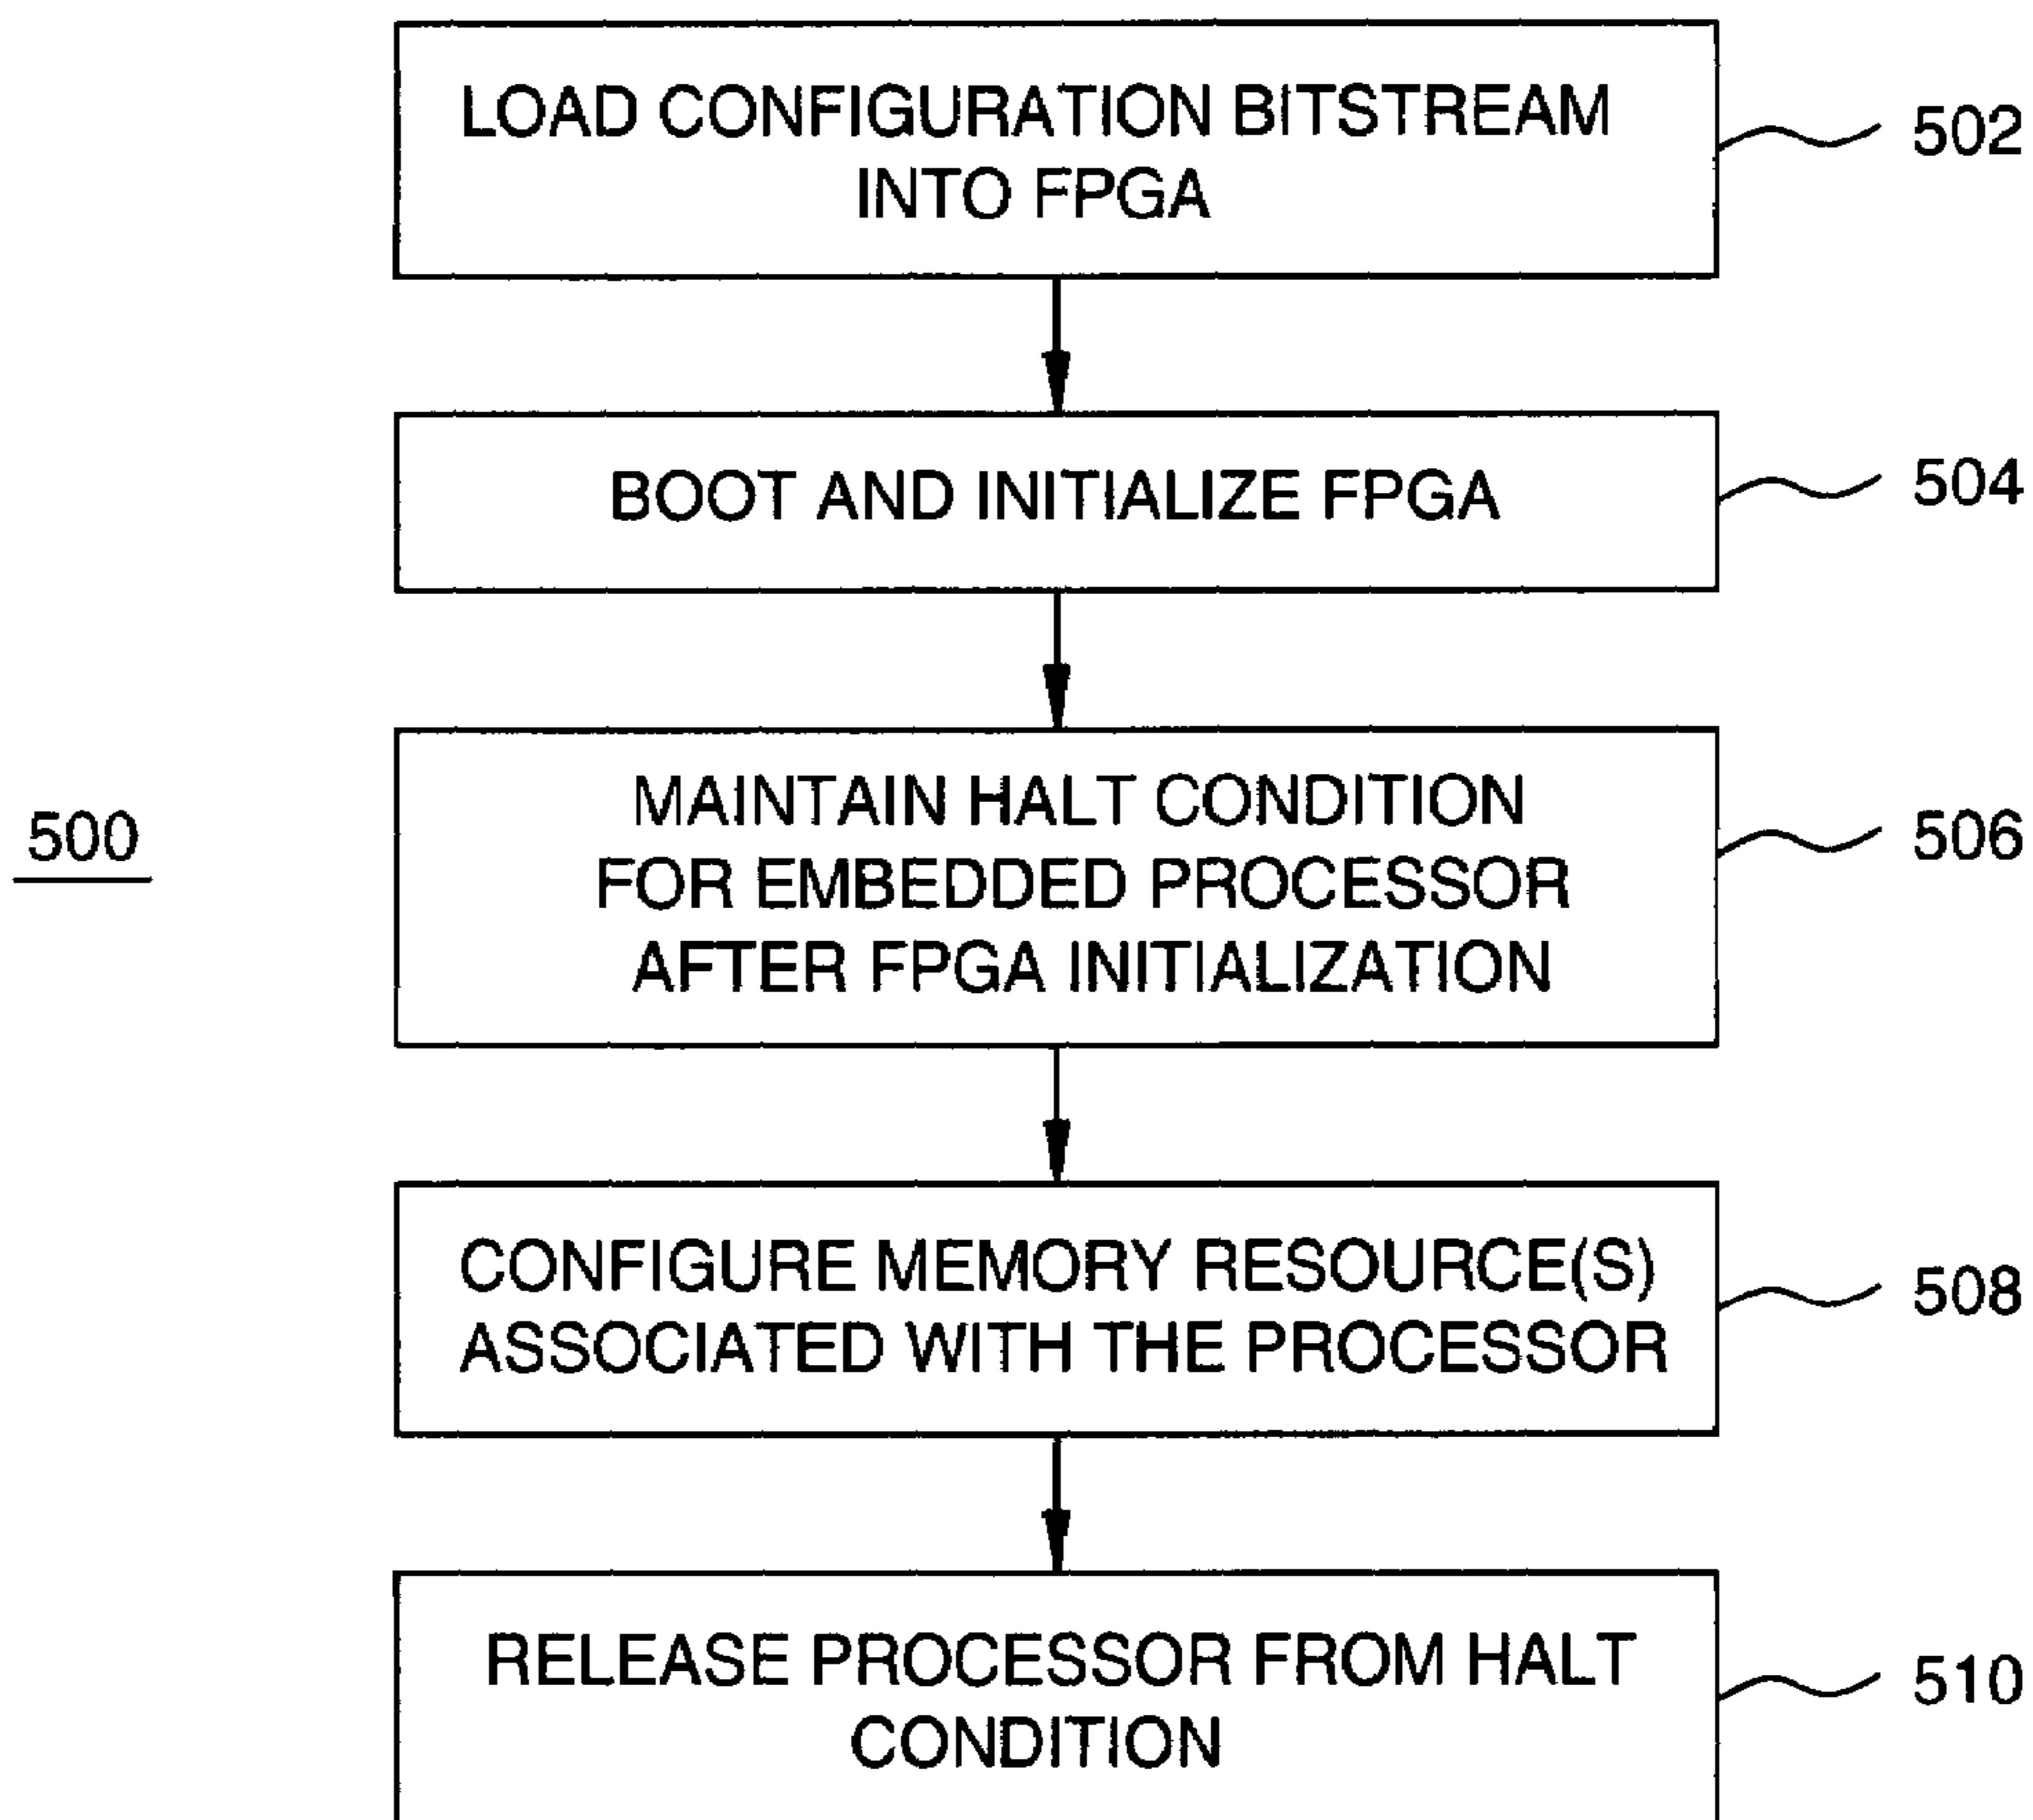 LOAD CONFIGURATION BITSTREAM
INTO FPGA
502
BOOT AND INITIALIZE FPGA
504
500
MAINTAIN HALT CONDITION
FOR EMBEDDED PROCESSOR
AFTER FPGA INITIALIZATION
506
CONFIGURE MEMORY RESOURCE(S)
ASSOCIATED WITH THE PROCESSOR
508
RELEASE PROCESSOR FROM HALT
CONDITION
510